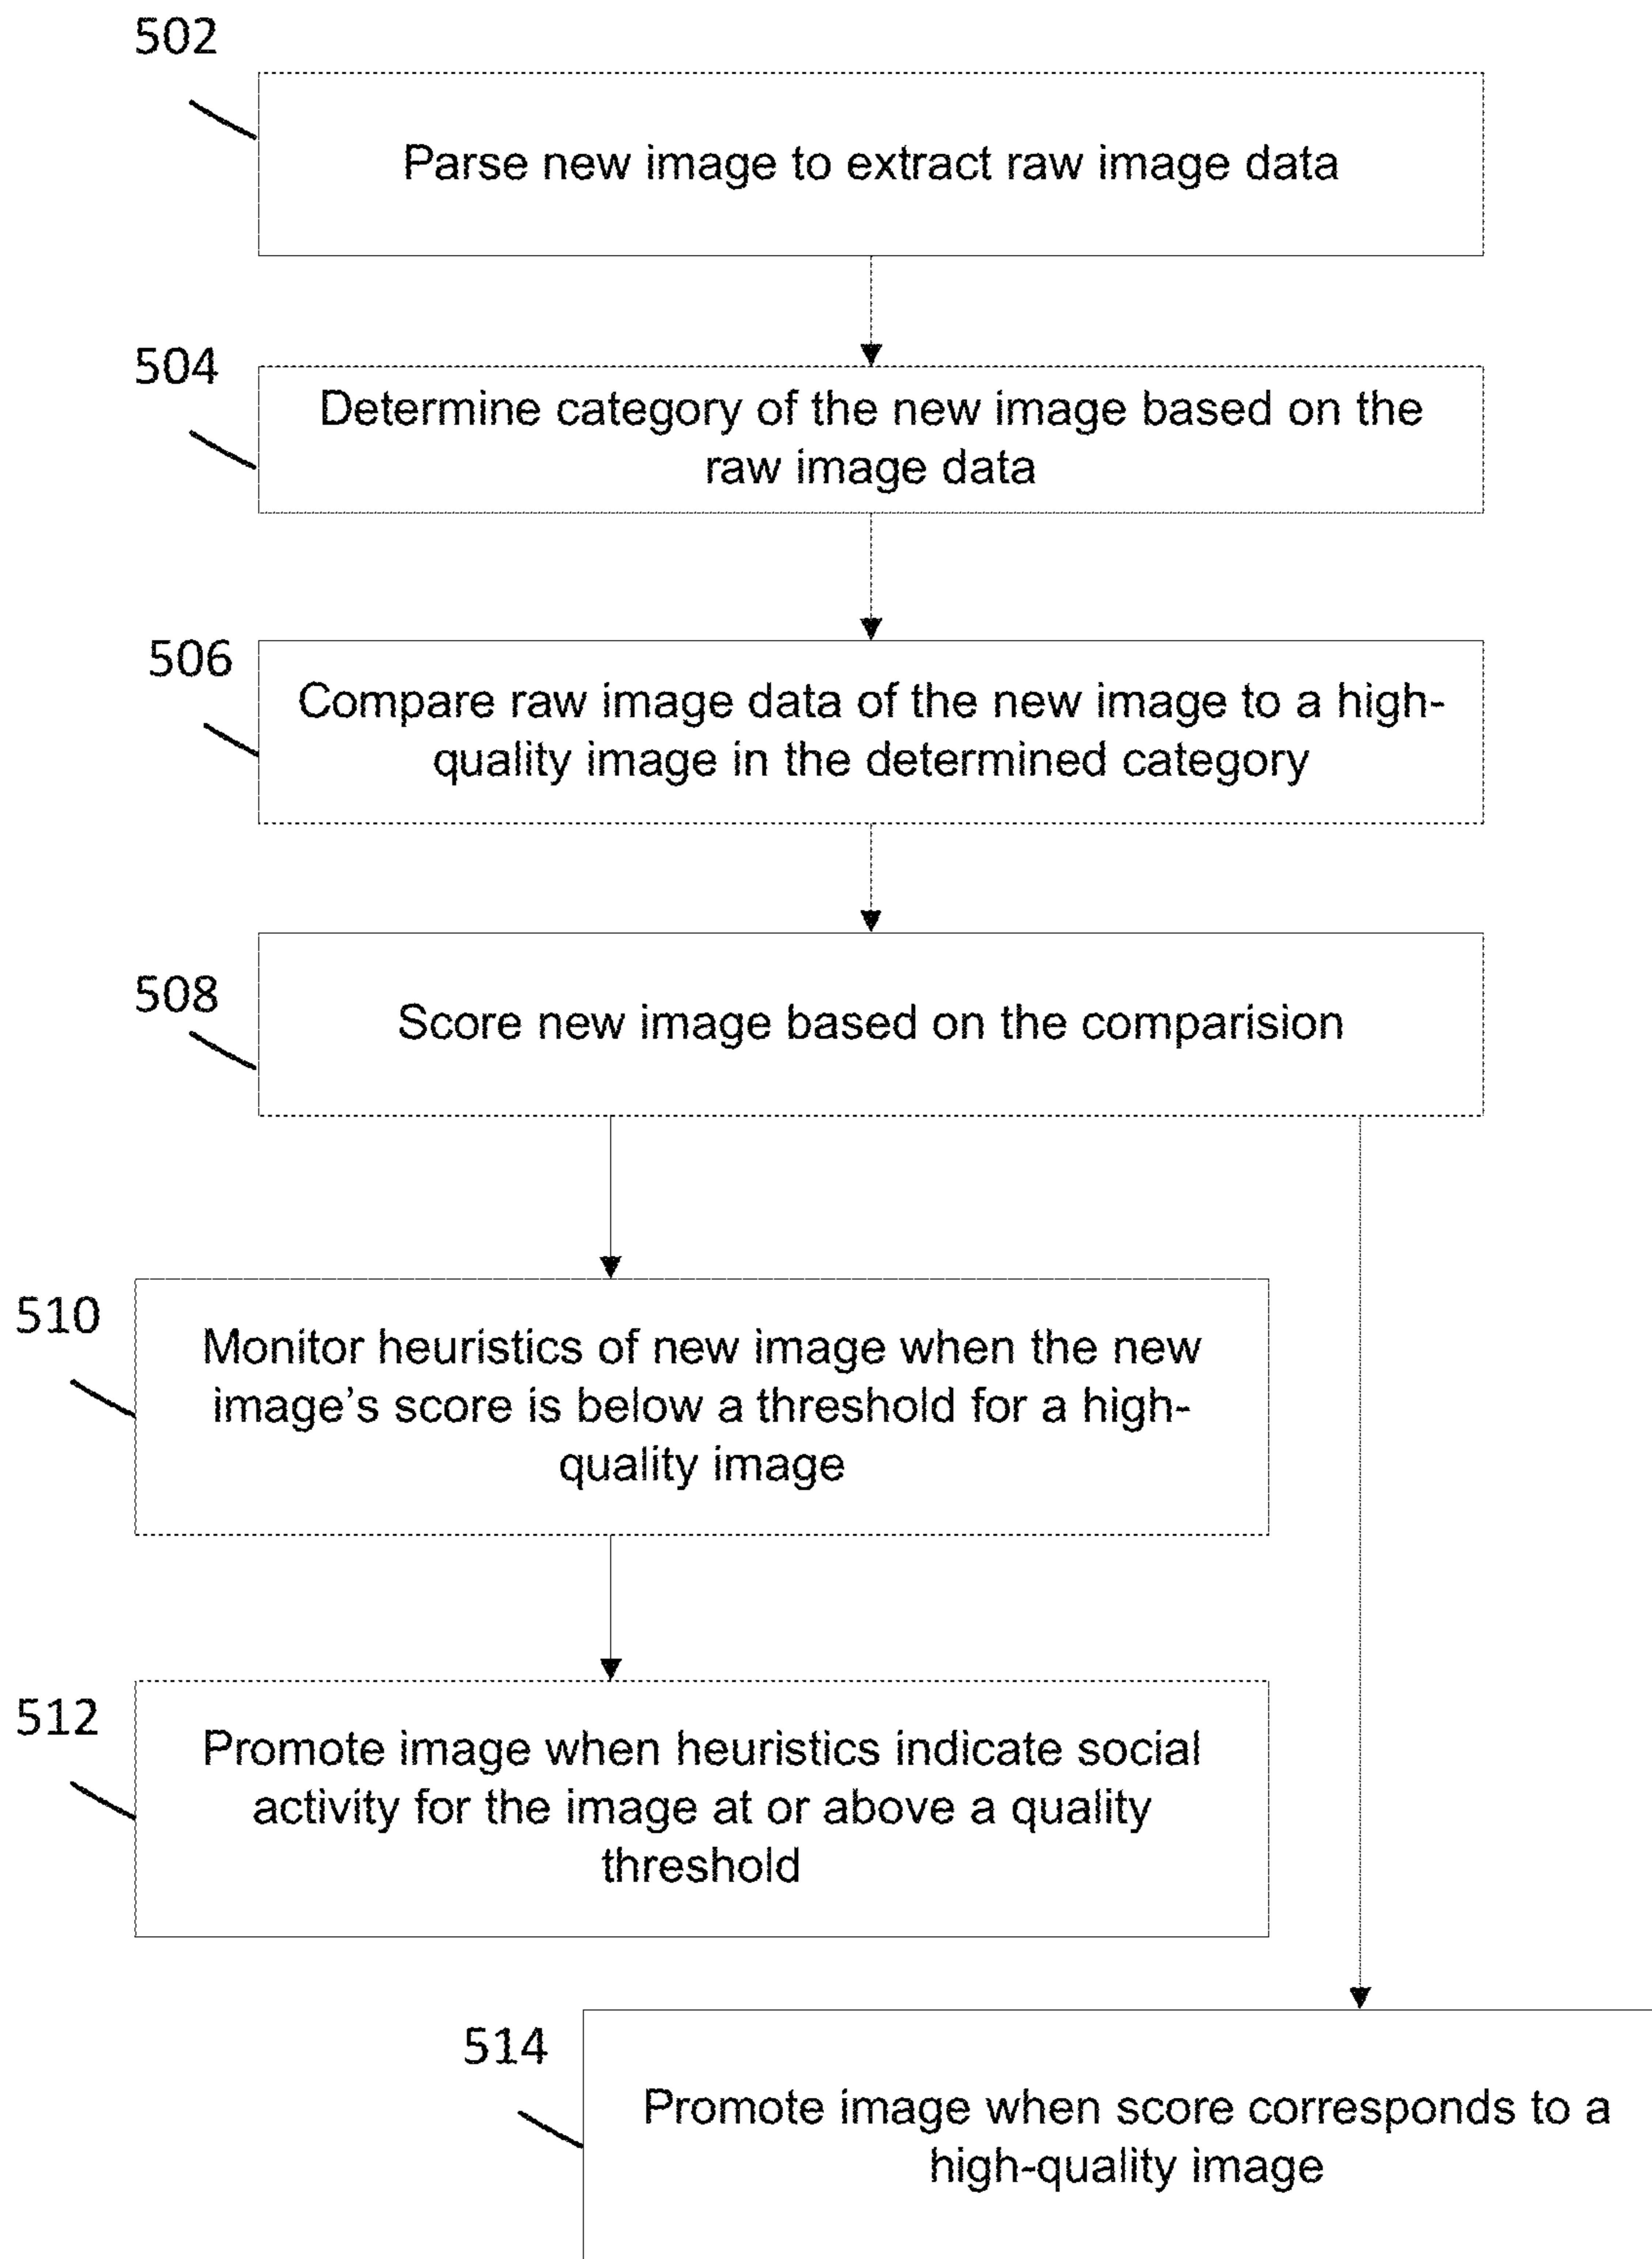 502
Parse new image to extract raw image data
504
Determine category of the new image based on the
raw image data
506
Compare raw image data of the new image to a high-
quality image in the determined category
508
Score new image based on the comparision
510
Monitor heuristics of new image when the new
image’s score is below a threshold for a high-
quality image
512
Promote image when heuristics indicate social
activity for the image at or above a quality
threshold
514
Promote image when score corresponds to a
high-quality image